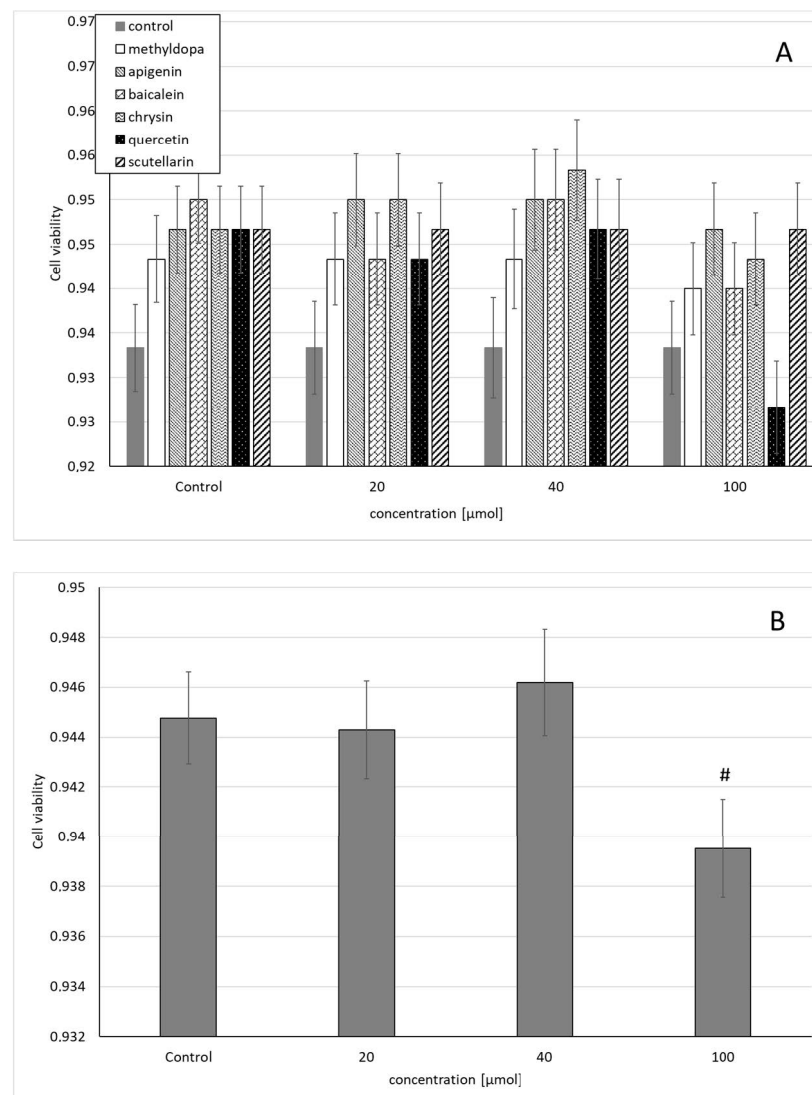 0.97
0,97
0,96
0,96
0,95
0,95
0,94
0,94
0,93
0,93
0,92
Cell viability
control
methyldopa
apigenin
baicalein
chrysin
quercetin
scutellarin
A
Control
20
40
100
concentration [µmol]
0.95
0,948
0.946
0.944
0.942
0.94
0.938
0.936
0.934
0.932
Cell viability
B
#
Control
20
40
100
concentration [µmol]